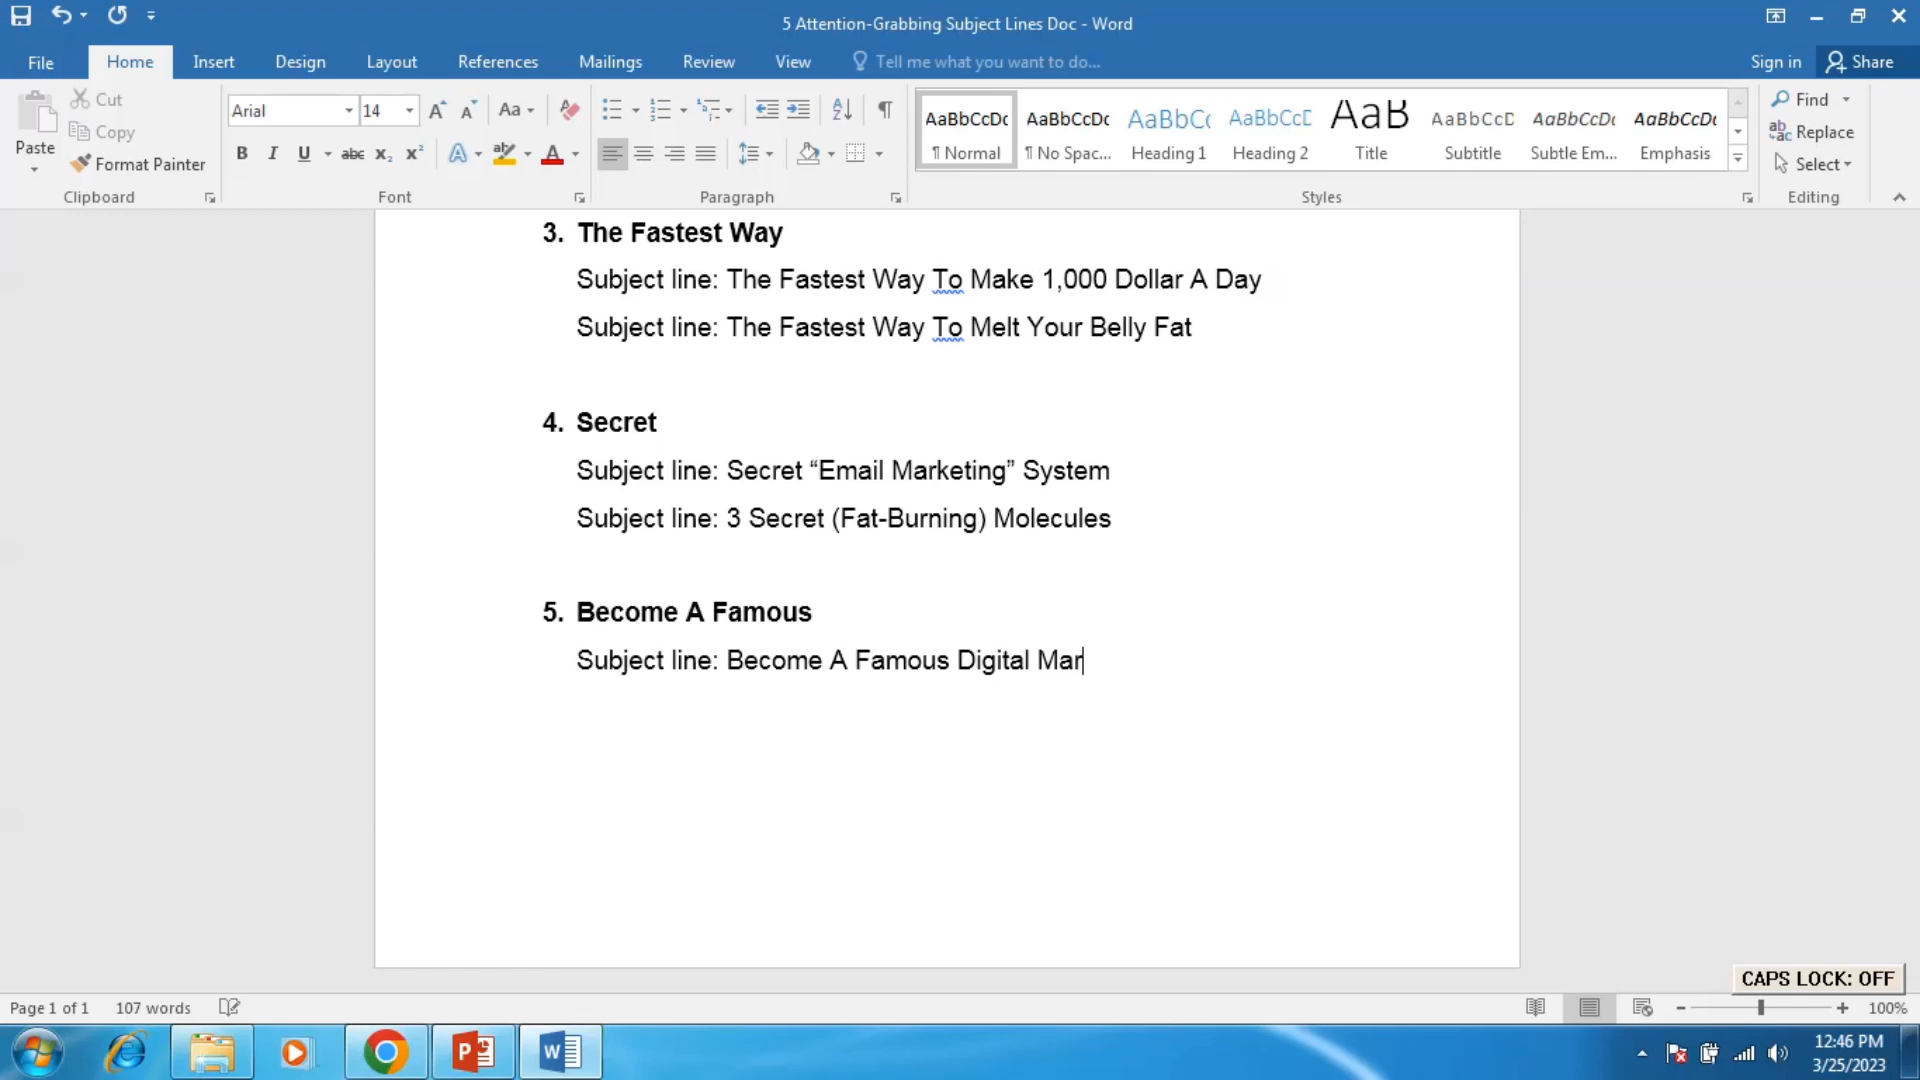 5 Attention-Grabbing Subject Lines Doc - Word
File Home Insert Design Layout References Mailings Review View Tell me what you want to do... Sign in Share
Cut
Copy
Format Painter
Paste
Clipboard
Arial 14
Font
Paragraph
AaBbCcDc AaBbCcDc AaBbCc AaBbCcD AaB AaBbCcD AaBbCcDc AaBbCcDc
¶ Normal ¶ No Spac... Heading 1 Heading 2 Title Subtitle Subtle Em... Emphasis
Styles
Find
Replace
Select
Editing
3. The Fastest Way
Subject line: The Fastest Way To Make 1,000 Dollar A Day
Subject line: The Fastest Way To Melt Your Belly Fat
4. Secret
Subject line: Secret “Email Marketing” System
Subject line: 3 Secret (Fat-Burning) Molecules
5. Become A Famous
Subject line: Become A Famous Digital Mar
CAPS LOCK: OFF
Page 1 of 1 107 words 100%
12:46 PM
3/25/2023